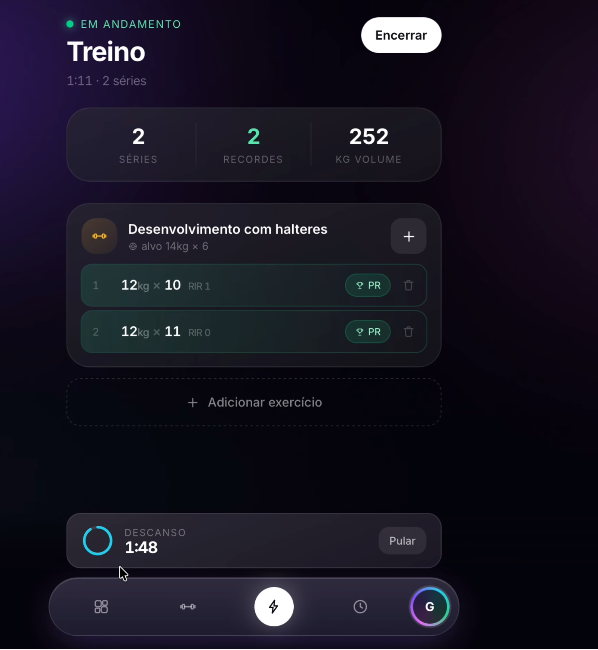 EM ANDAMENTO
Treino
Encerrar
1:11 · 2 séries
2
SÉRIES
2
RECORDES
252
KG VOLUME
Desenvolvimento com halteres
alvo 14kg × 6
1 12kg × 10 RIR 1 PR
2 12kg × 11 RIR 0 PR
Adicionar exercício
DESCANSO
1:48
Pular
G